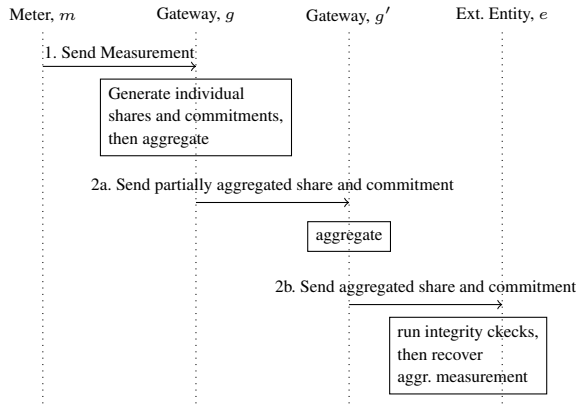 Meter, m Gateway, g Gateway, g′ Ext. Entity, e
1. Send Measurement
Generate individual
shares and commitments,
then aggregate
2a. Send partially aggregated share and commitment
aggregate
2b. Send aggregated share and commitment
run integrity ckecks,
then recover
aggr. measurement